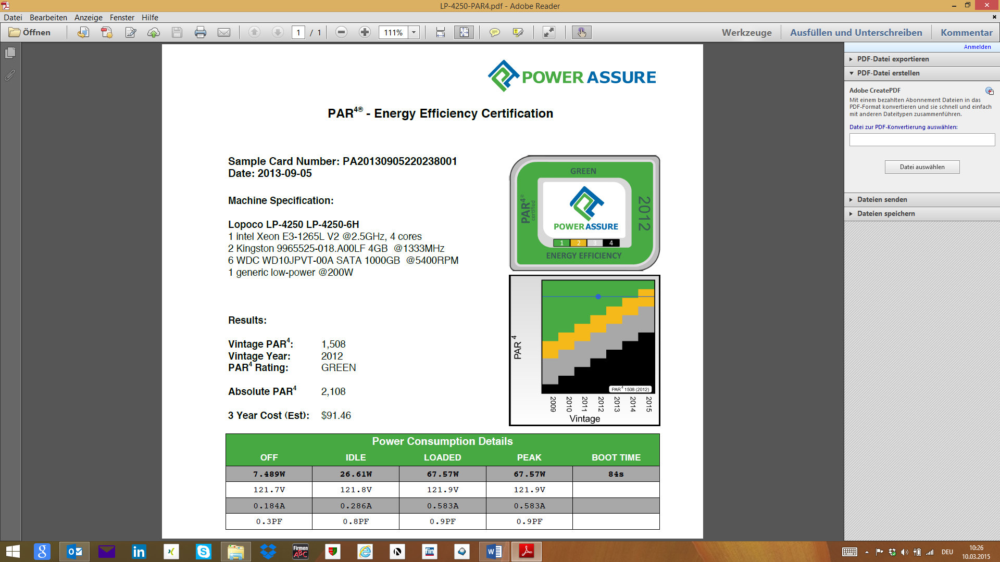 LP-4250-PAR4.pdf - Adobe Reader
Datei Bearbeiten Anzeige Fenster Hilfe
Öffnen 1 / 1 111% Werkzeuge Ausfüllen und Unterschreiben Kommentar
Anmelden
PDF-Datei exportieren
PDF-Datei erstellen
Adobe CreatePDF
Mit einem bezahlten Abonnement Dateien in das
PDF-Format konvertieren und sie schnell und einfach
mit anderen Dateitypen zusammenführen.
Datei zur PDF-Konvertierung auswählen:
Datei auswählen
Dateien senden
Dateien speichern
POWER ASSURE
PAR4® - Energy Efficiency Certification
Sample Card Number: PA20130905220238001
Date: 2013-09-05
Machine Specification:
Lopoco LP-4250 LP-4250-6H
1 intel Xeon E3-1265L V2 @2.5GHz, 4 cores
2 Kingston 9965525-018.A00LF 4GB @1333MHz
6 WDC WD10JPVT-00A SATA 1000GB @5400RPM
1 generic low-power @200W
GREEN
PAR4®
certified
2012
POWER ASSURE
1 2 3 4
ENERGY EFFICIENCY
Results:
Vintage PAR4: 1,508
Vintage Year: 2012
PAR4 Rating: GREEN
Absolute PAR4 2,108
3 Year Cost (Est): $91.46
PAR 4
PAR 4 1508 (2012)
2009 2010 2011 2012 2013 2014 2015
Vintage
Power Consumption Details
OFF IDLE LOADED PEAK BOOT TIME
7.489W 26.61W 67.57W 67.57W 84s
121.7V 121.8V 121.9V 121.9V
0.184A 0.286A 0.583A 0.583A
0.3PF 0.8PF 0.9PF 0.9PF
g
in
Firmen
ABC
fin
DEU
10:26
10.03.2015